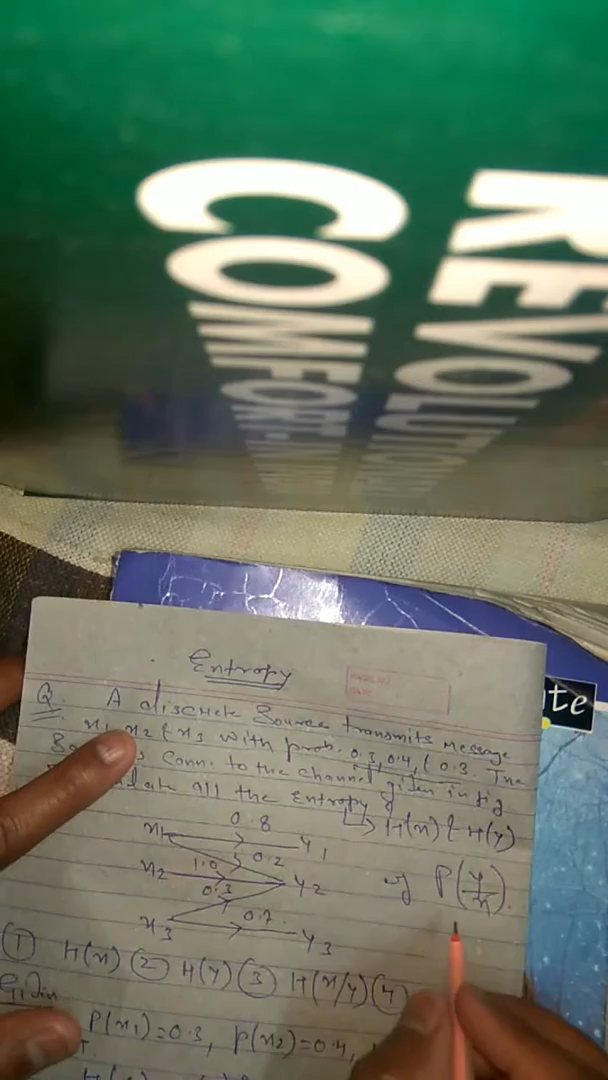 REVOLUTION
COMFORT
Entropy
Q. A discrete Source transmits Message
x1, x2 & x3 with prob. 0.3, 0.4, & 0.3. The
is Conn. to the channel given in fig
all the Entropy
→ H(x) & H(y)
x1 0.8 y1
0.2
x2 1.0 y2
0.3
x3 0.7 y3
of P(y/x).
① H(x) ② H(y) ③ H(x/y) ④
Given
P(x1)=0.3, P(x2)=0.4,
te